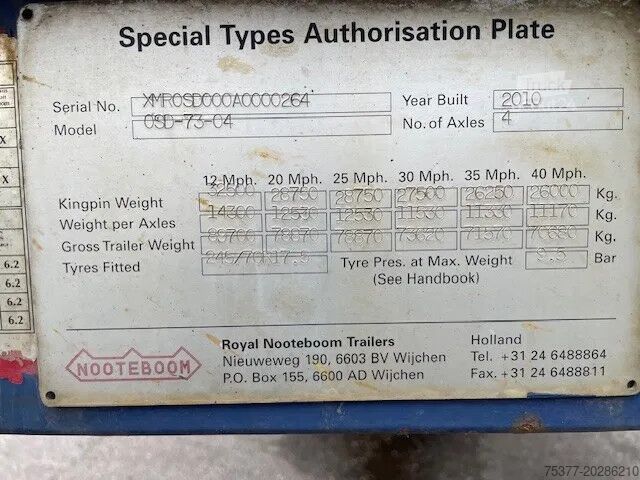 Special Types Authorisation Plate
Serial No. XMROSD000A0000264 Year Built 2010
Model OSD-73-04 No. of Axles 4
12 Mph. 20 Mph. 25 Mph. 30 Mph. 35 Mph. 40 Mph.
Kingpin Weight 28750 28750 27500 26250 26000 Kg.
Weight per Axles 14300 12530 12530 11530 11330 11170 Kg.
Gross Trailer Weight 78870 78870 73620 71570 70680 Kg.
Tyres Fitted 245/70R17.5 Tyre Pres. at Max. Weight Bar
(See Handbook)
NOOTEBOOM
Royal Nooteboom Trailers
Nieuweweg 190, 6603 BV Wijchen
P.O. Box 155, 6600 AD Wijchen
Holland
Tel. +31 24 6488864
Fax. +31 24 6488811
X
X
6.2
6.2
6.2
6.2
75377-20286210